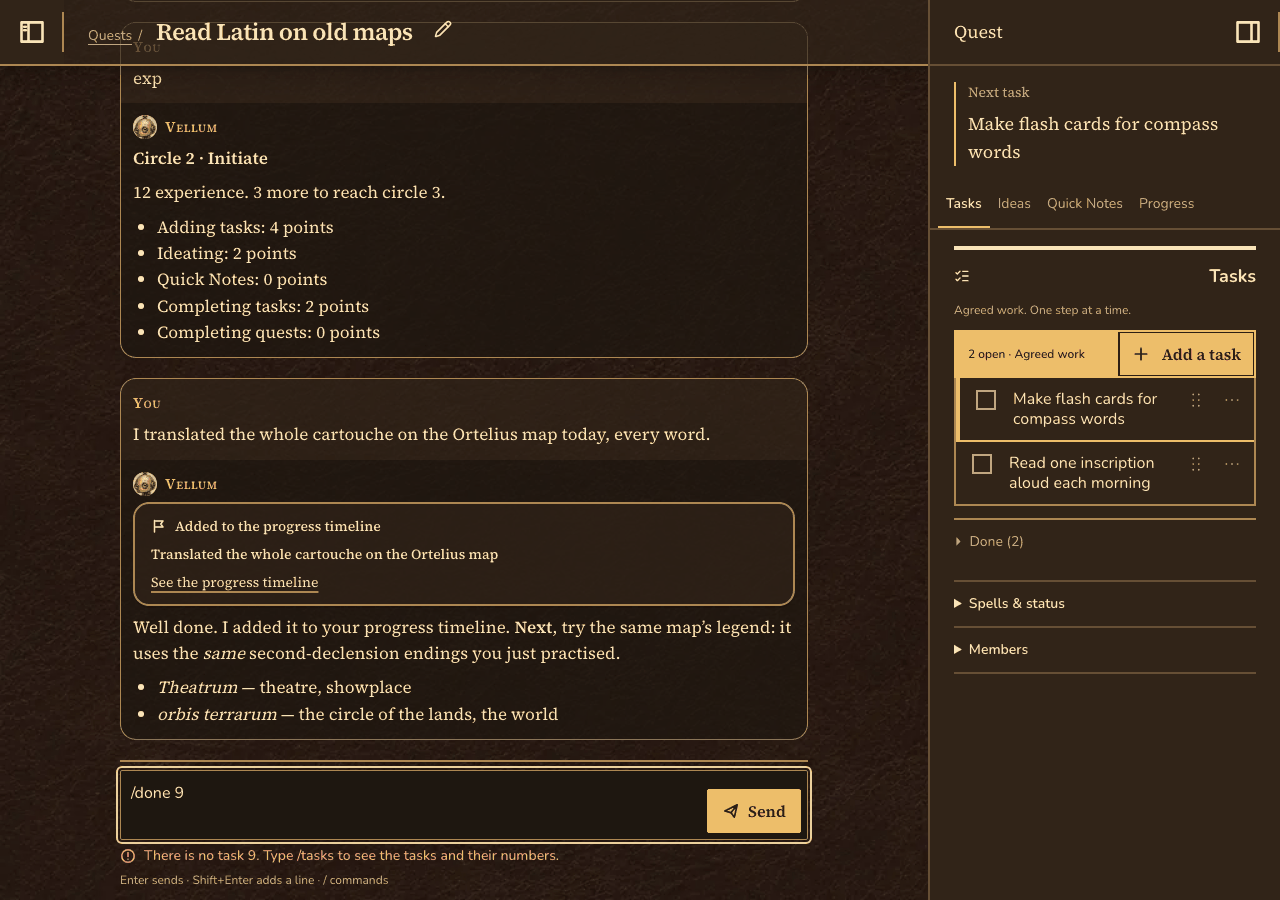 Quests /
Read Latin on old maps
You
exp
Vellum
Circle 2 · Initiate
12 experience. 3 more to reach circle 3.
Adding tasks: 4 points
Ideating: 2 points
Quick Notes: 0 points
Completing tasks: 2 points
Completing quests: 0 points
You
I translated the whole cartouche on the Ortelius map today, every word.
Vellum
Added to the progress timeline
Translated the whole cartouche on the Ortelius map
See the progress timeline
Well done. I added it to your progress timeline. Next, try the same map’s legend: it
uses the same second-declension endings you just practised.
Theatrum — theatre, showplace
orbis terrarum — the circle of the lands, the world
/done 9
Send
There is no task 9. Type /tasks to see the tasks and their numbers.
Enter sends · Shift+Enter adds a line · / commands
Quest
Next task
Make flash cards for compass
words
Tasks Ideas Quick Notes Progress
Tasks
Agreed work. One step at a time.
2 open · Agreed work
Add a task
Make flash cards for
compass words
Read one inscription
aloud each morning
Done (2)
Spells & status
Members